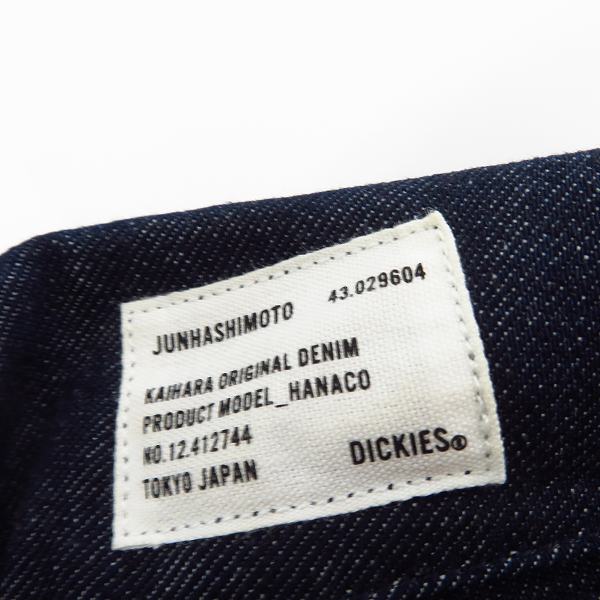 JUNHASHIMOTO 43.029604
KAIHARA ORIGINAL DENIM
PRODUCT MODEL_HANACO
NO.12.412744
TOKYO JAPAN DICKIES®